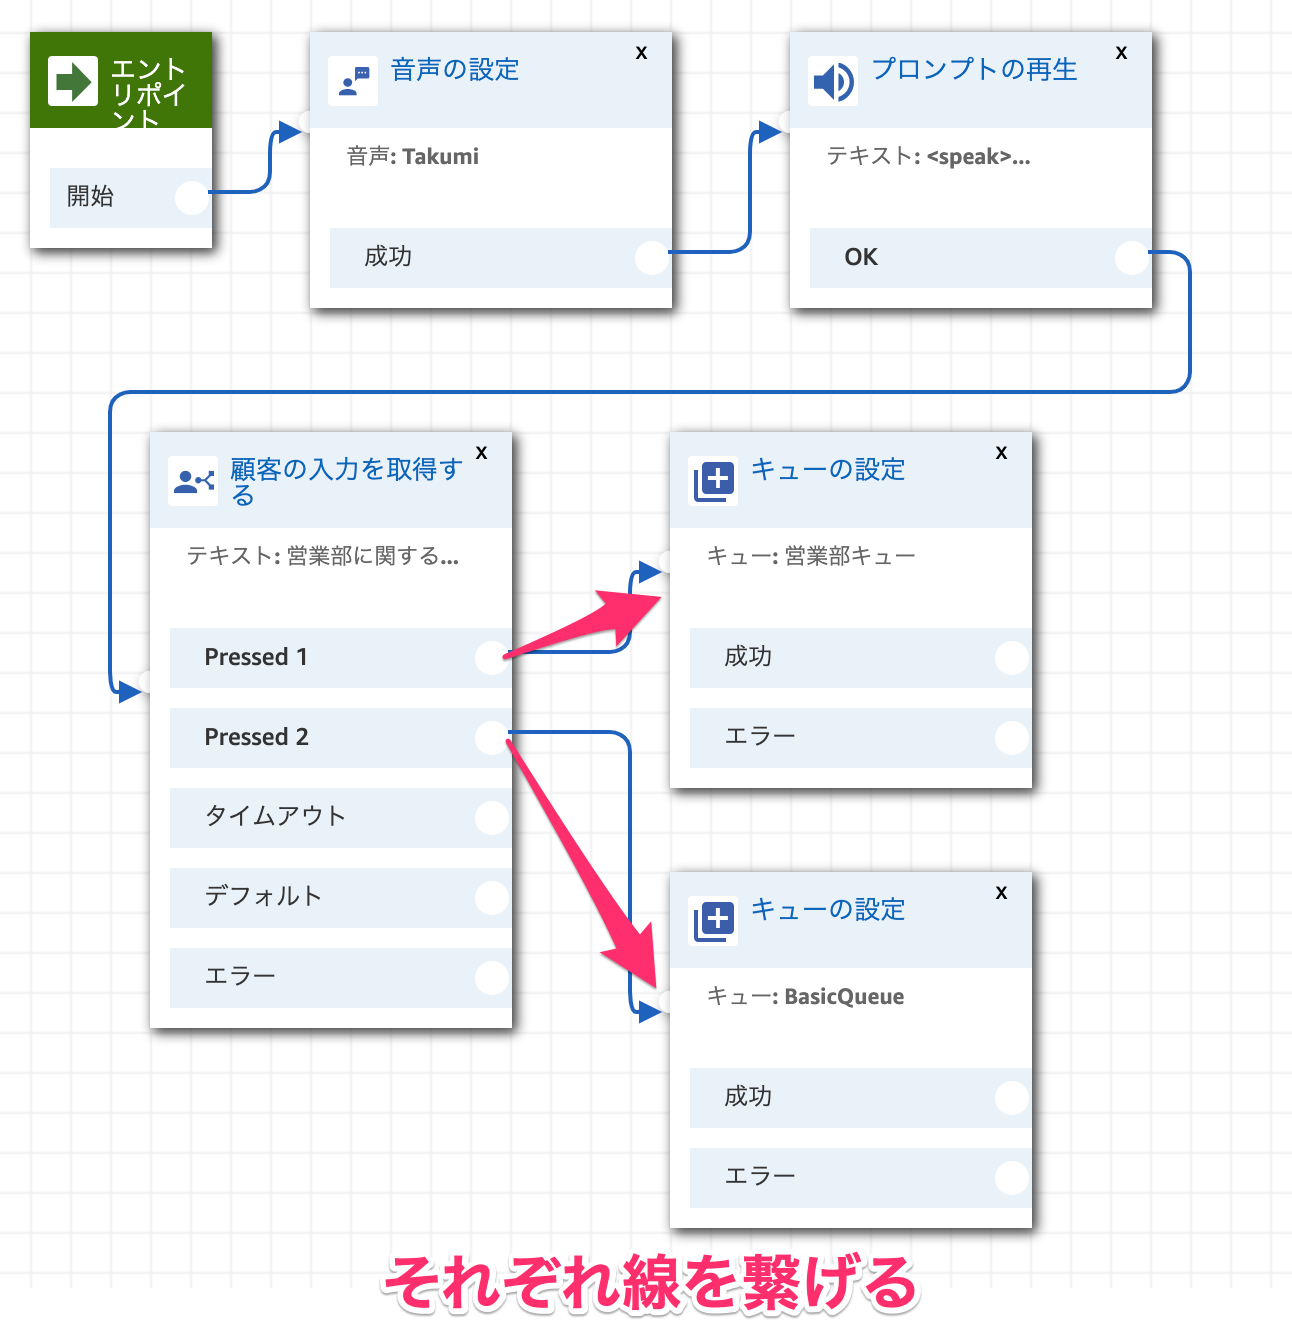 エント
リポイ
ント
開始
音声の設定
X
音声: Takumi
成功
プロンプトの再生
X
テキスト: <speak>...
OK
顧客の入力を取得す
る
X
テキスト: 営業部に関する...
Pressed 1
Pressed 2
タイムアウト
デフォルト
エラー
キューの設定
X
キュー: 営業部キュー
成功
エラー
キューの設定
X
キュー: BasicQueue
成功
エラー
それぞれ線を繋げる